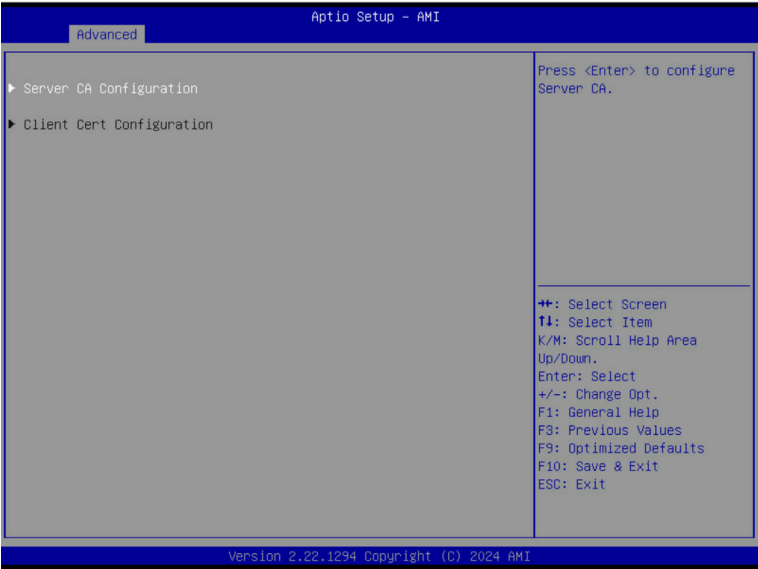 Aptio Setup – AMI
Advanced
▶ Server CA Configuration
▶ Client Cert Configuration
Press <Enter> to configure
Server CA.
→←: Select Screen
↑↓: Select Item
K/M: Scroll Help Area
Up/Down.
Enter: Select
+/-: Change Opt.
F1: General Help
F3: Previous Values
F9: Optimized Defaults
F10: Save & Exit
ESC: Exit
Version 2.22.1294 Copyright (C) 2024 AMI